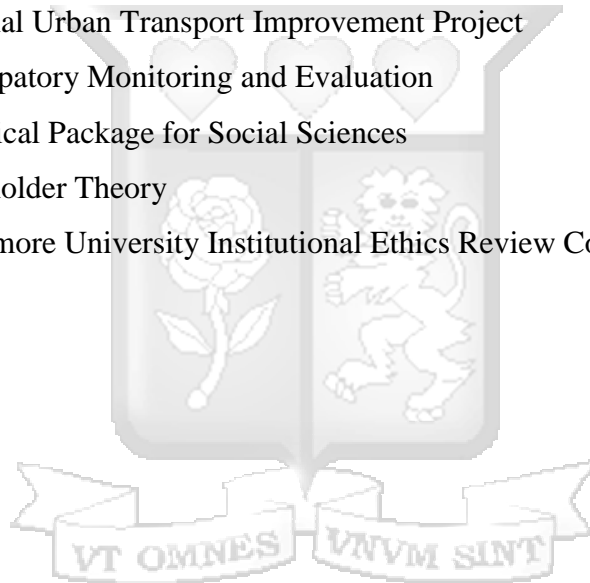 al Urban Transport Improvement Project
patory Monitoring and Evaluation
ical Package for Social Sciences
older Theory
more University Institutional Ethics Review Co
VT OMNES VNVM SINT